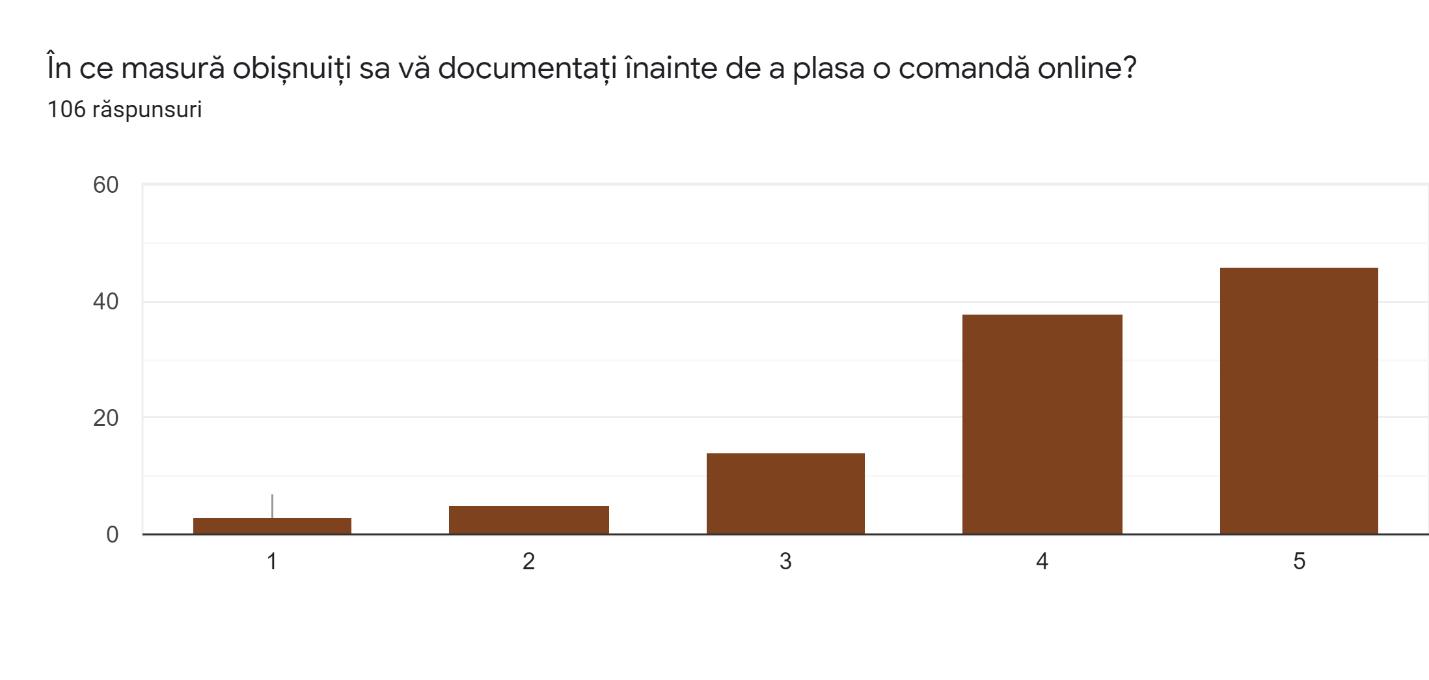 În ce masură obișnuiți sa vă documentați înainte de a plasa o comandă online?
106 răspunsuri
60
40
20
0
1 2 3 4 5